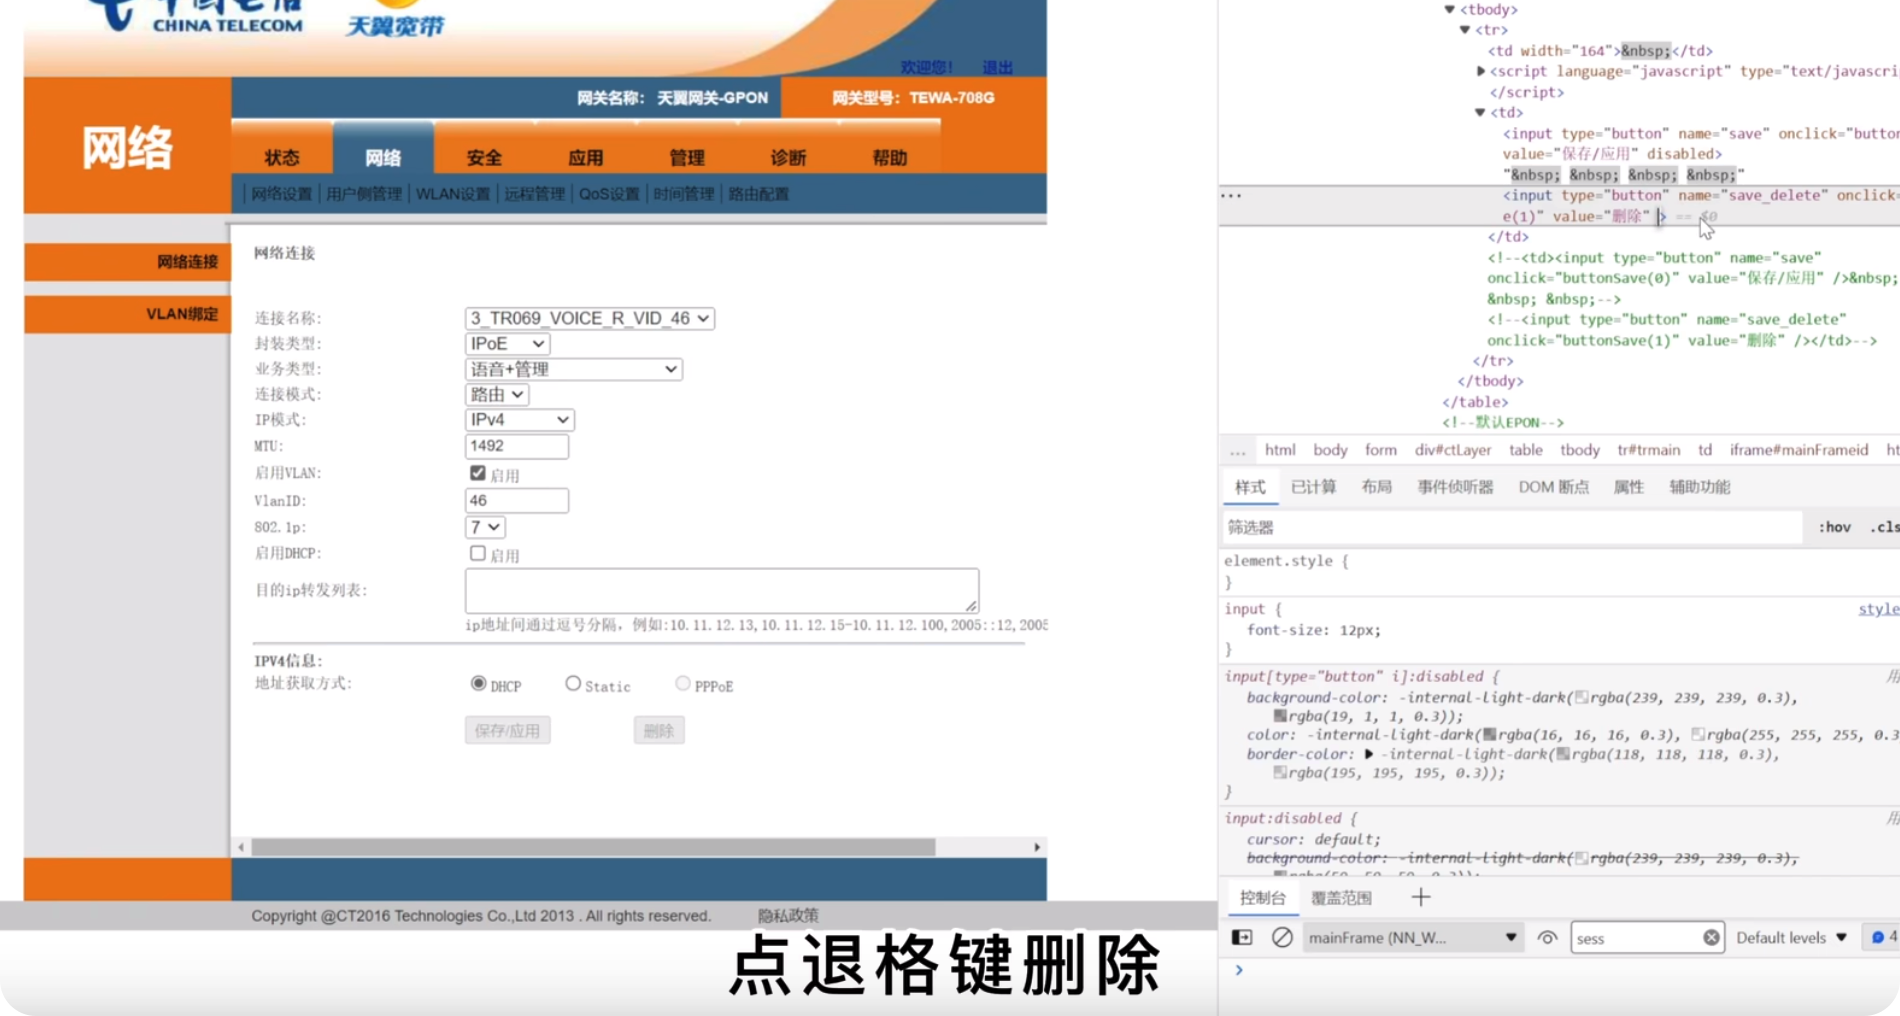 中国电信
CHINA TELECOM
天翼宽带
欢迎您！ 退出
网关名称： 天翼网关-GPON 网关型号：TEWA-708G
网络
状态 网络 安全 应用 管理 诊断 帮助
网络设置 用户侧管理 WLAN设置 远程管理 QoS设置 时间管理 路由配置
网络连接
VLAN绑定
网络连接
连接名称： 3_TR069_VOICE_R_VID_46
封装类型： IPoE
业务类型： 语音+管理
连接模式： 路由
IP模式： IPv4
MTU: 1492
启用VLAN: 启用
VlanID: 46
802.1p: 7
启用DHCP: 启用
目的ip转发列表:
ip地址间通过逗号分隔，例如:10.11.12.13,10.11.12.15-10.11.12.100,2005::12,2005
IPV4信息:
地址获取方式: DHCP Static PPPoE
保存/应用 删除
Copyright @CT2016 Technologies Co.,Ltd 2013 . All rights reserved. 隐私政策
点退格键删除
<tbody>
<tr>
<td width="164">&nbsp;</td>
<script language="javascript" type="text/javascri
</script>
<td>
<input type="button" name="save" onclick="butto
value="保存/应用" disabled>
"&nbsp; &nbsp; &nbsp; &nbsp;"
... <input type="button" name="save_delete" onclick=
e(1)" value="删除" > == $0
</td>
<!--<td><input type="button" name="save"
onclick="buttonSave(0)" value="保存/应用" />&nbsp;
&nbsp; &nbsp;-->
<!--<input type="button" name="save_delete"
onclick="buttonSave(1)" value="删除" /></td>-->
</tr>
</tbody>
</table>
<!--默认EPON-->
... html body form div#ctLayer table tbody tr#trmain td iframe#mainFrameid ht
样式 已计算 布局 事件侦听器 DOM 断点 属性 辅助功能
筛选器 :hov .cls
element.style {
}
input { style
font-size: 12px;
}
input[type="button" i]:disabled { 用
background-color: -internal-light-dark(rgba(239, 239, 239, 0.3),
rgba(19, 1, 1, 0.3));
color: -internal-light-dark(rgba(16, 16, 16, 0.3), rgba(255, 255, 255, 0.3
border-color: -internal-light-dark(rgba(118, 118, 118, 0.3),
rgba(195, 195, 195, 0.3));
}
input:disabled { 用
cursor: default;
background-color: -internal-light-dark(rgba(239, 239, 239, 0.3),
控制台 覆盖范围
mainFrame (NN_W... sess Default levels 4